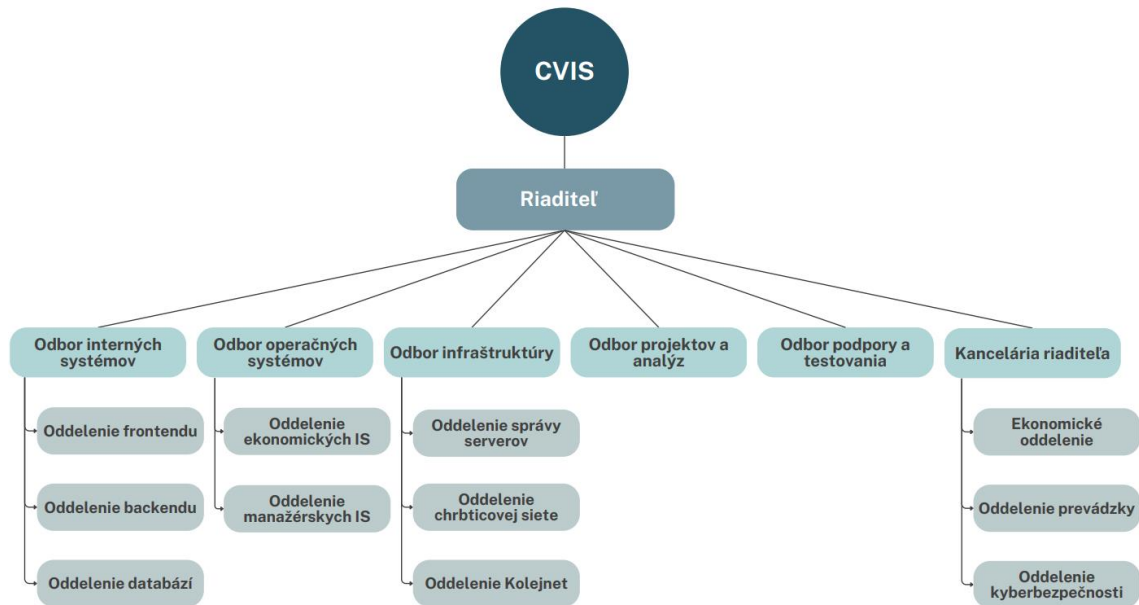 CVIS
Riaditeľ
Odbor interných
systémov
Odbor operačných
systémov
Odbor infraštruktúry
Odbor projektov a
analýz
Odbor podpory a
testovania
Kancelária riaditeľa
Oddelenie frontendu
Oddelenie backendu
Oddelenie databází
Oddelenie
ekonomických IS
Oddelenie
manažérskych IS
Oddelenie správy
serverov
Oddelenie
chrbticovej siete
Oddelenie Kolejnet
Ekonomické
oddelenie
Oddelenie prevádzky
Oddelenie
kyberbezpečnosti